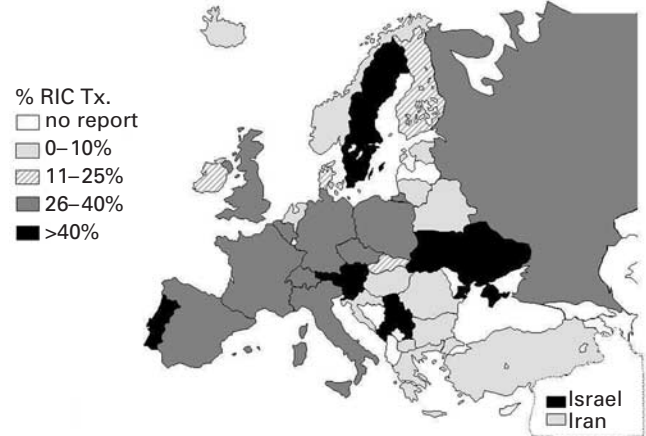 % RIC Tx.
no report
0–10%
11–25%
26–40%
>40%
Israel
Iran